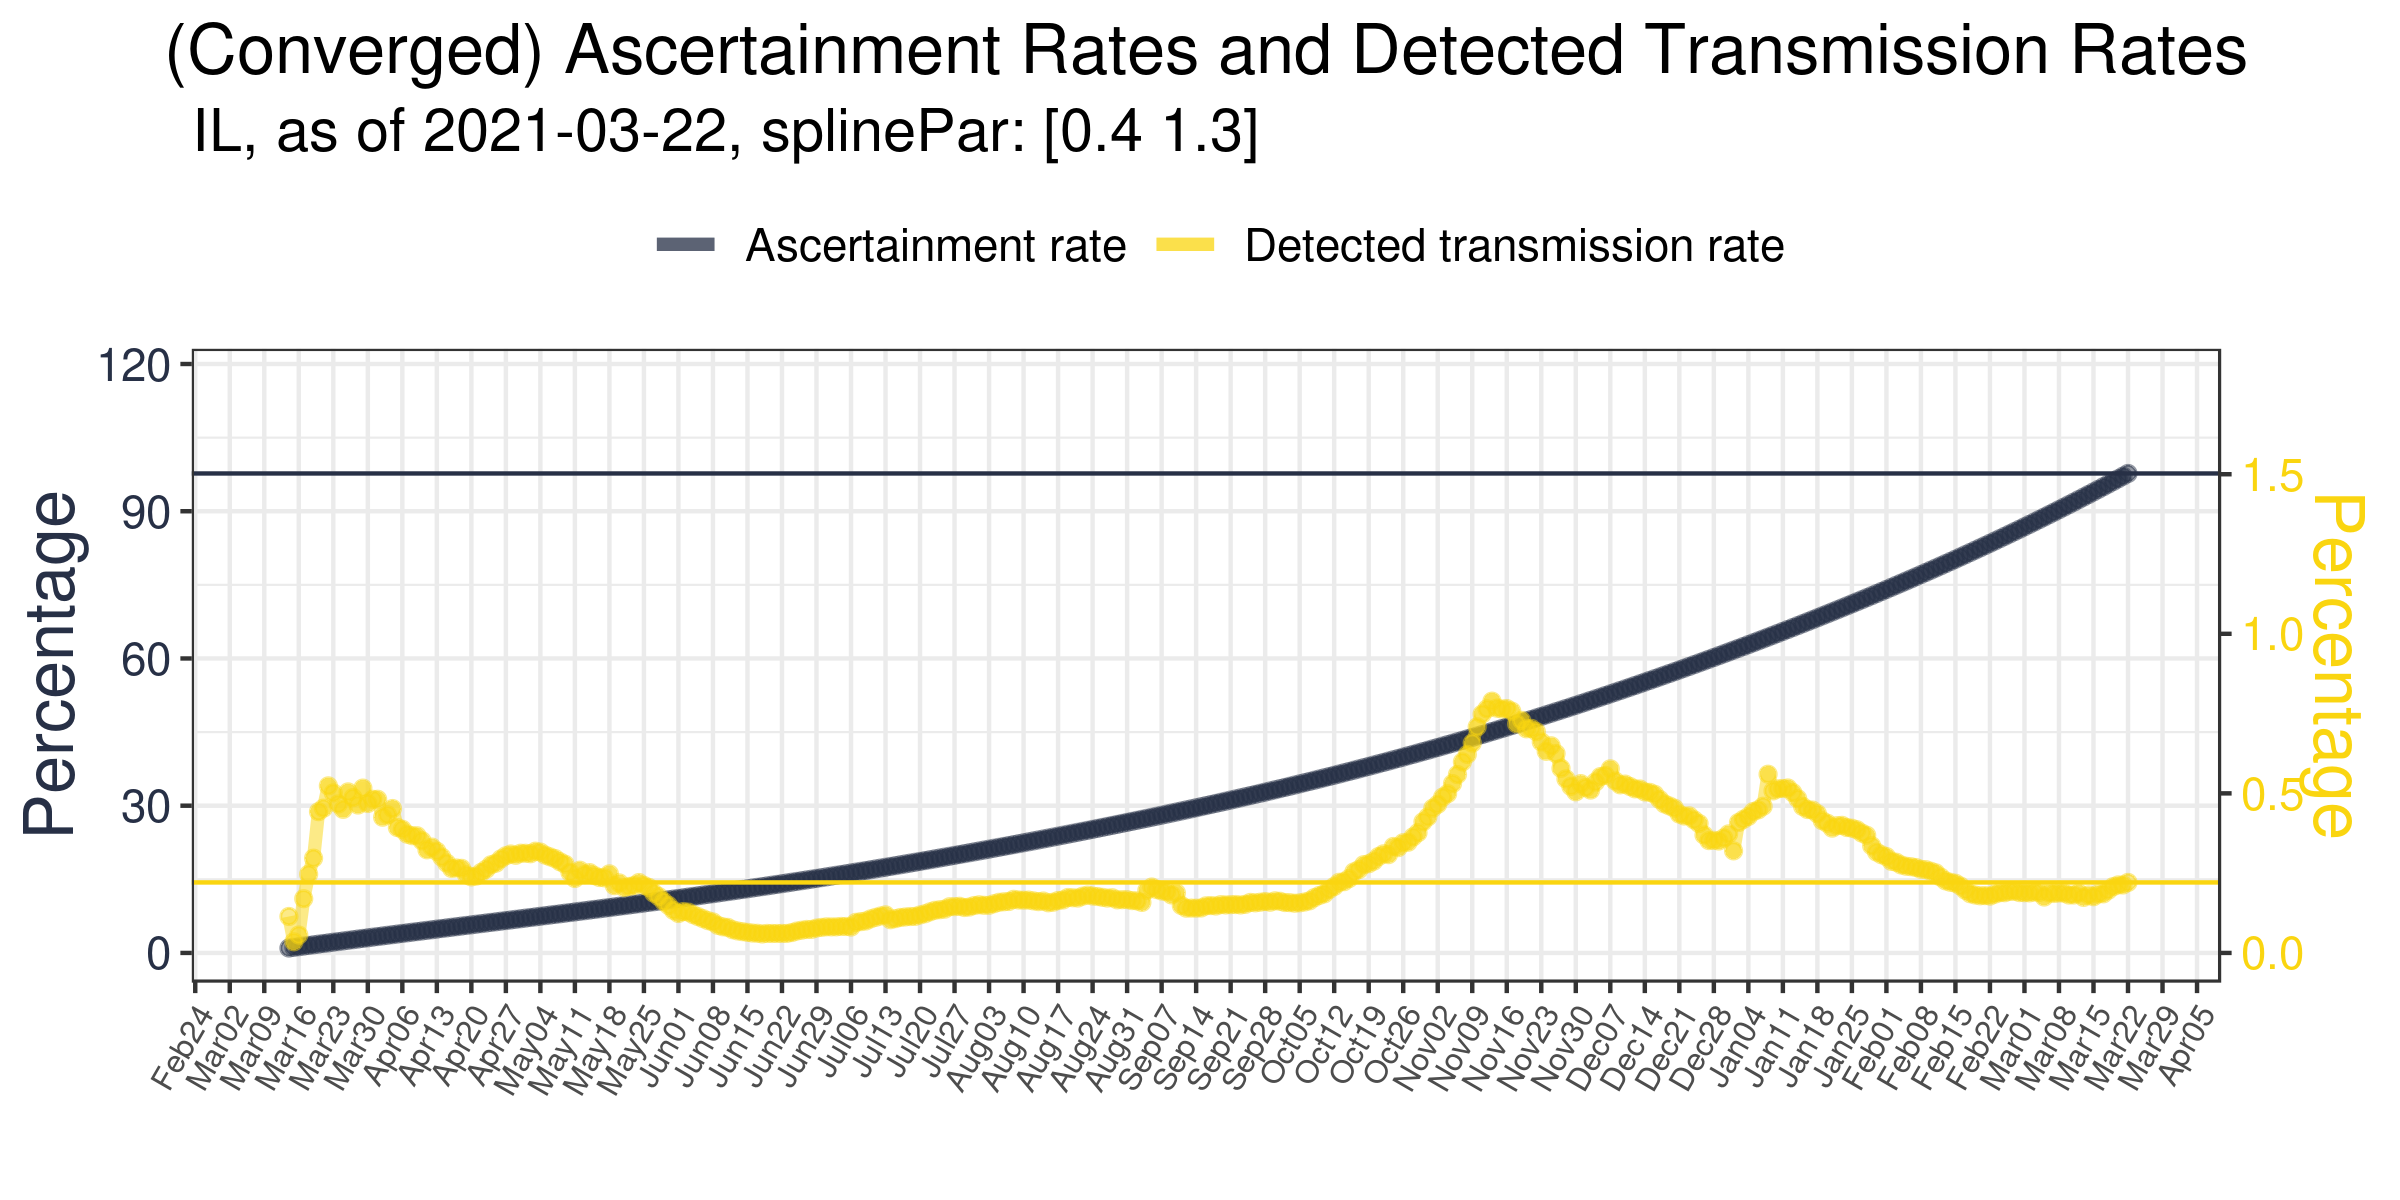 (Converged) Ascertainment Rates and Detected Transmission Rates
IL, as of 2021-03-22, splinePar: [0.4 1.3]
Ascertainment rate
Detected transmission rate
Percentage
120
90
60
30
0
1.5
1.0
0.5
0.0
Percentage
Feb24
Mar02
Mar09
Mar16
Mar23
Mar30
Apr06
Apr13
Apr20
Apr27
May04
May11
May18
May25
Jun01
Jun08
Jun15
Jun22
Jun29
Jul06
Jul13
Jul20
Jul27
Aug03
Aug10
Aug17
Aug24
Aug31
Sep07
Sep14
Sep21
Sep28
Oct05
Oct12
Oct19
Oct26
Nov02
Nov09
Nov16
Nov23
Nov30
Dec07
Dec14
Dec21
Dec28
Jan04
Jan11
Jan18
Jan25
Feb01
Feb08
Feb15
Feb22
Mar01
Mar08
Mar15
Mar22
Mar29
Apr05